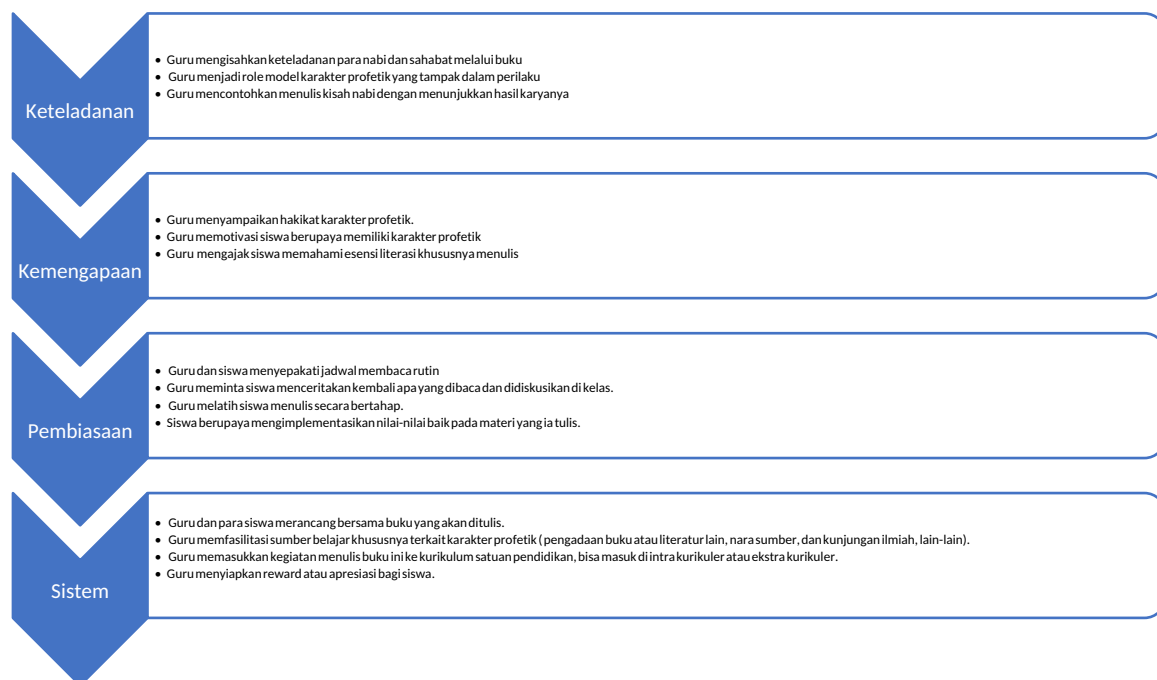 Keteladanan
• Guru mengisahkan keteladanan para nabi dan sahabat melalui buku
• Guru menjadi role model karakter profetik yang tampak dalam perilaku
• Guru mencontohkan menulis kisah nabi dengan menunjukkan hasil karyanya
Kemengapaan
• Guru menyampaikan hakikat karakter profetik.
• Guru memotivasi siswa berupaya memiliki karakter profetik
• Guru mengajak siswa memahami esensi literasi khususnya menulis
Pembiasaan
• Guru dan siswa menyepakati jadwal membaca rutin
• Guru meminta siswa menceritakan kembali apa yang dibaca dan didiskusikan di kelas.
• Guru melatih siswa menulis secara bertahap.
• Siswa berupaya mengimplementasikan nilai-nilai baik pada materi yang ia tulis.
Sistem
• Guru dan para siswa merancang bersama buku yang akan ditulis.
• Guru memfasilitasi sumber belajar khususnya terkait karakter profetik ( pengadaan buku atau literatur lain, nara sumber, dan kunjungan ilmiah, lain-lain).
• Guru memasukkan kegiatan menulis buku ini ke kurikulum satuan pendidikan, bisa masuk di intra kurikuler atau ekstra kurikuler.
• Guru menyiapkan reward atau apresiasi bagi siswa.